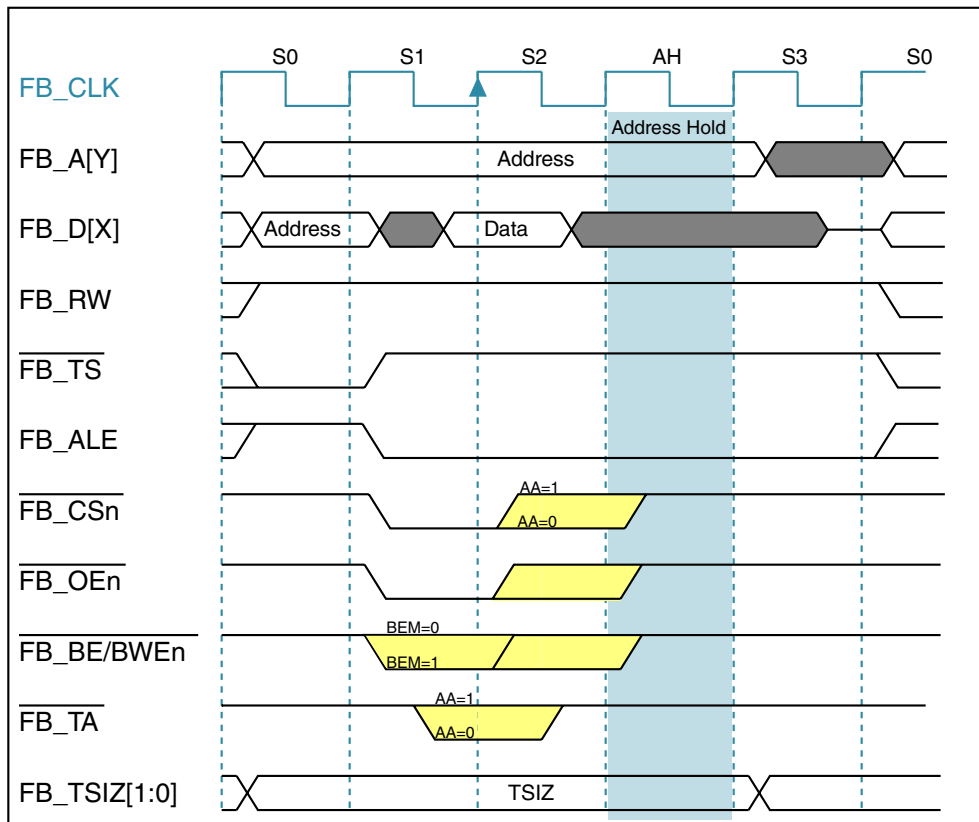 S0 S1 S2 AH S3 S0
FB_CLK
Address Hold
FB_A[Y] Address
FB_D[X] Address Data
FB_RW
FB_TS
FB_ALE
AA=1
FB_CSn
AA=0
FB_OEn
BEM=0
FB_BE/BWEn
BEM=1
AA=1
FB_TA
AA=0
FB_TSIZ[1:0] TSIZ